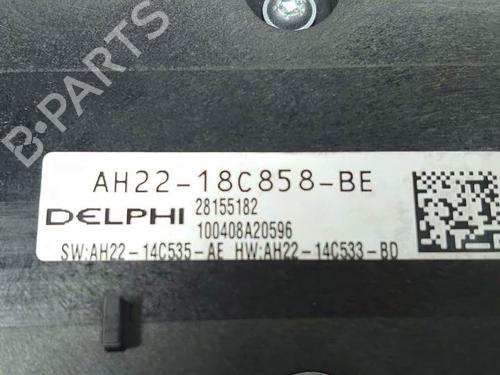 B-PARTS
AH22-18C858-BE
DELPHI 28155182
100408A20596
SW:AH22-14C535-AE HW:AH22-14C533-BD